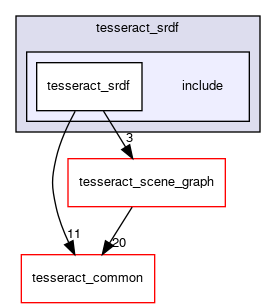 tesseract_srdf
tesseract_srdf
include
3
tesseract_scene_graph
11
20
tesseract_common